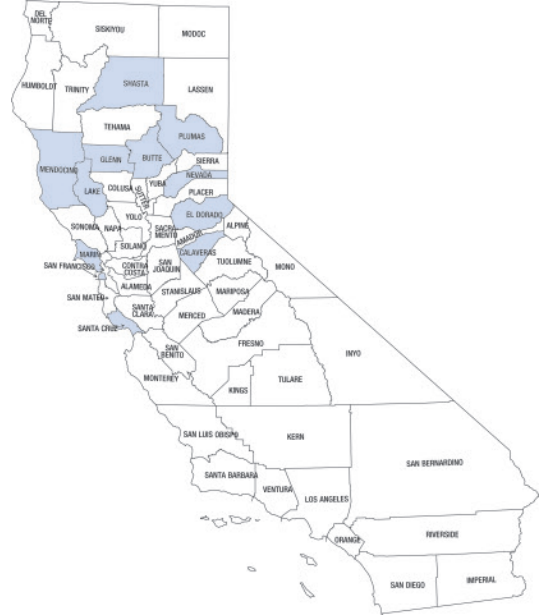 DEL
NORTE
SISKIYOU
MODOC
HUMBOLDT
TRINITY
SHASTA
LASSEN
TEHAMA
PLUMAS
MENDOCINO
GLENN
BUTTE
SIERRA
NEVADA
LAKE
COLUSA
SUTTER
YUBA
PLACER
YOLO
EL DORADO
SONOMA
NAPA
SACRA-
MENTO
AMADOR
ALPINE
SOLANO
MARIN
CALAVERAS
SAN FRANCISCO
CONTRA
COSTA
SAN
JOAQUIN
TUOLUMNE
MONO
ALAMEDA
SAN MATEO
STANISLAUS
MARIPOSA
SANTA
CLARA
MERCED
MADERA
SANTA CRUZ
FRESNO
SAN
BENITO
INYO
MONTEREY
KINGS
TULARE
SAN LUIS OBISPO
KERN
SAN BERNARDINO
SANTA BARBARA
VENTURA
LOS ANGELES
ORANGE
RIVERSIDE
SAN DIEGO
IMPERIAL